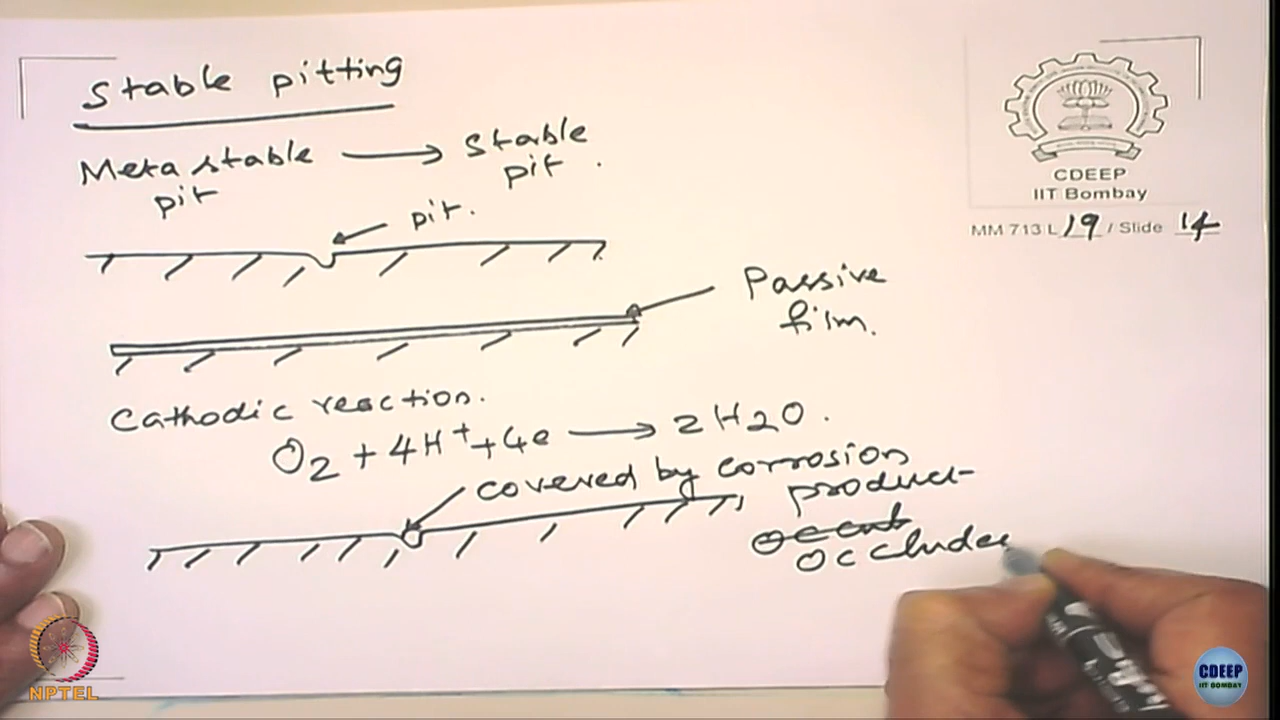 Stable pitting
Meta stable pit ⟶ Stable pit.
pit.
Passive film.
Cathodic reaction.
O2 + 4H+ + 4e ⟶ 2H2O.
covered by corrosion product
Occluded
CDEEP
IIT Bombay
MM 713 L 19 / Slide 14
NPTEL
CDEEP
IIT BOMBAY